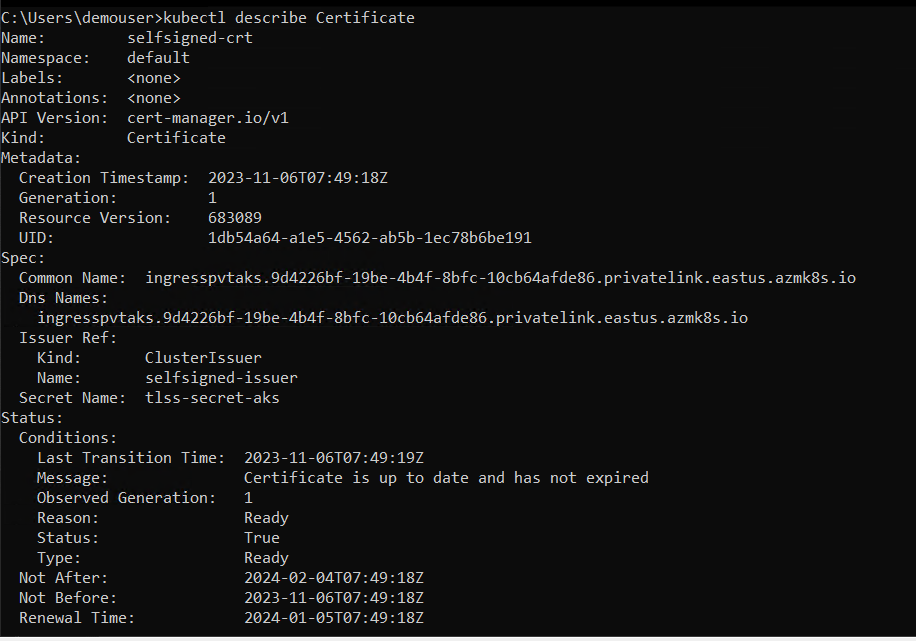 C:\Users\demouser>kubectl describe Certificate
Name:         selfsigned-crt
Namespace:    default
Labels:       <none>
Annotations:  <none>
API Version:  cert-manager.io/v1
Kind:         Certificate
Metadata:
  Creation Timestamp:  2023-11-06T07:49:18Z
  Generation:          1
  Resource Version:    683089
  UID:                 1db54a64-a1e5-4562-ab5b-1ec78b6be191
Spec:
  Common Name:  ingresspvtaks.9d4226bf-19be-4b4f-8bfc-10cb64afde86.privatelink.eastus.azmk8s.io
  Dns Names:
    ingresspvtaks.9d4226bf-19be-4b4f-8bfc-10cb64afde86.privatelink.eastus.azmk8s.io
  Issuer Ref:
    Kind:       ClusterIssuer
    Name:       selfsigned-issuer
  Secret Name:  tlss-secret-aks
Status:
  Conditions:
    Last Transition Time:  2023-11-06T07:49:19Z
    Message:               Certificate is up to date and has not expired
    Observed Generation:   1
    Reason:                Ready
    Status:                True
    Type:                  Ready
  Not After:               2024-02-04T07:49:18Z
  Not Before:              2023-11-06T07:49:18Z
  Renewal Time:            2024-01-05T07:49:18Z